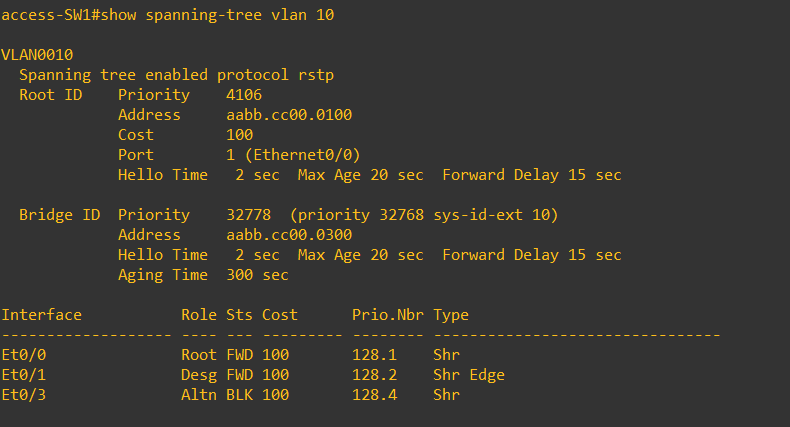 access-SW1#show spanning-tree vlan 10
VLAN0010
  Spanning tree enabled protocol rstp
  Root ID    Priority    4106
             Address     aabb.cc00.0100
             Cost        100
             Port        1 (Ethernet0/0)
             Hello Time   2 sec  Max Age 20 sec  Forward Delay 15 sec
  Bridge ID  Priority    32778  (priority 32768 sys-id-ext 10)
             Address     aabb.cc00.0300
             Hello Time   2 sec  Max Age 20 sec  Forward Delay 15 sec
             Aging Time  300 sec
Interface           Role Sts Cost      Prio.Nbr Type
------------------- ---- --- --------- -------- -------------------------------
Et0/0               Root FWD 100       128.1    Shr
Et0/1               Desg FWD 100       128.2    Shr Edge
Et0/3               Altn BLK 100       128.4    Shr